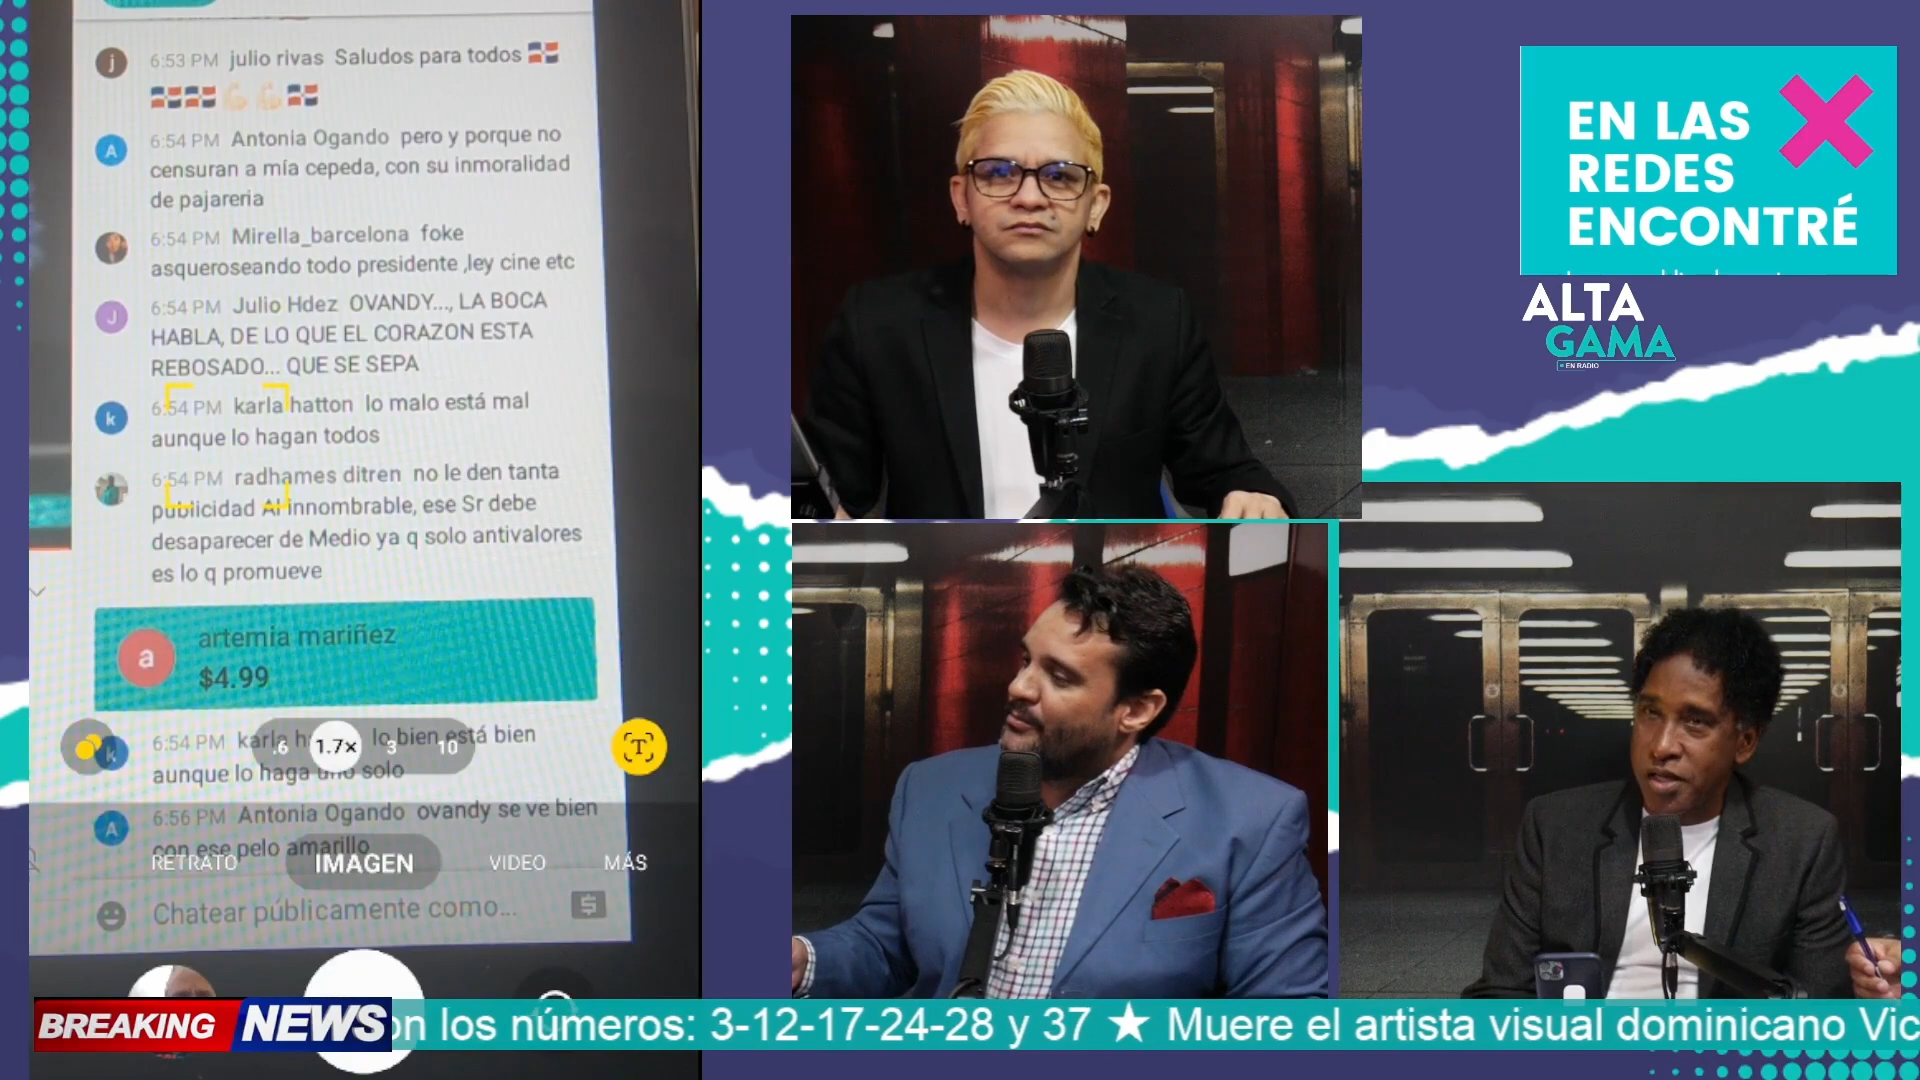 6:53 PM julio rivas Saludos para todos
6:54 PM Antonia Ogando pero y porque no
censuran a mía cepeda, con su inmoralidad
de pajareria
6:54 PM Mirella_barcelona foke
asqueroseando todo presidente ,ley cine etc
6:54 PM Julio Hdez OVANDY..., LA BOCA
HABLA, DE LO QUE EL CORAZON ESTA
REBOSADO... QUE SE SEPA
6:54 PM karla hatton lo malo está mal
aunque lo hagan todos
6:54 PM radhames ditren no le den tanta
publicidad Al innombrable, ese Sr debe
desaparecer de Medio ya q solo antivalores
es lo q promueve
artemia mariñez
$4.99
6:54 PM karla lo bien está bien
aunque lo haga uno solo
.6 1.7× 3 10
T
6:56 PM Antonia Ogando ovandy se ve bien
con ese pelo amarillo
RETRATO IMAGEN VIDEO MÁS
Chatear públicamente como...
j
A
J
k
a
k
A
EN LAS
REDES
ENCONTRÉ
ALTA
GAMA
EN RADIO
BREAKING NEWS
on los números: 3-12-17-24-28 y 37 ★ Muere el artista visual dominicano Vic